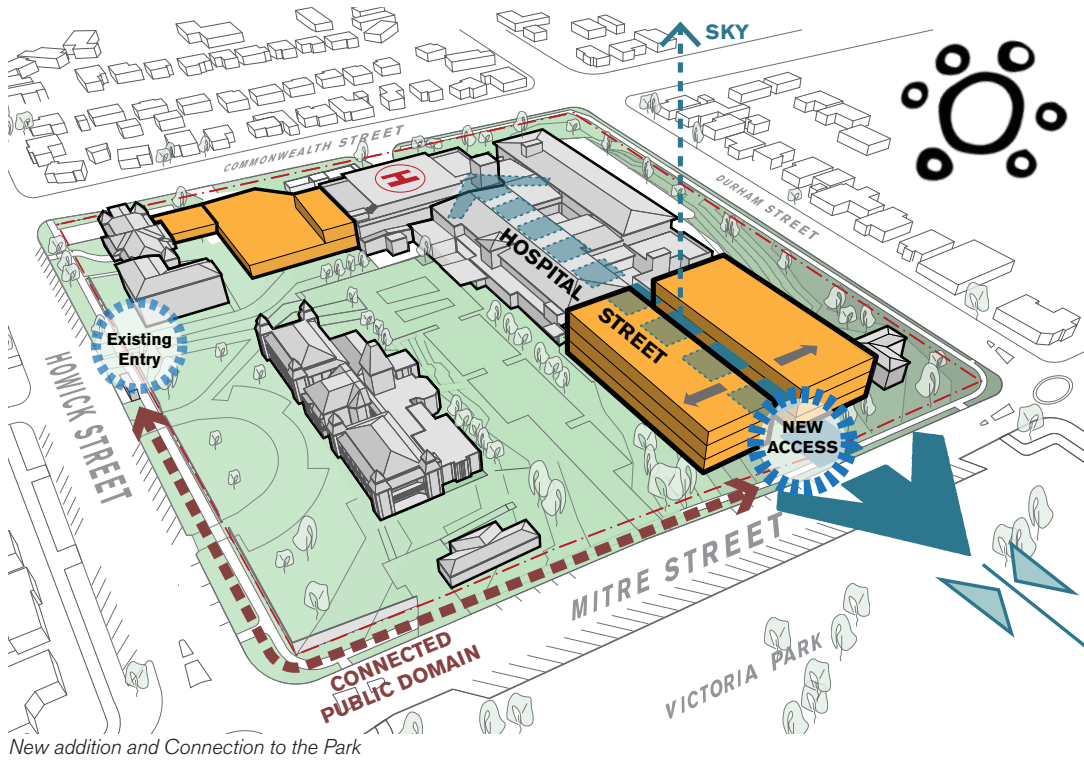 SKY
COMMONWEALTH STREET
DURHAM STREET
H
HOSPITAL
STREET
Existing
Entry
HOWICK STREET
NEW
ACCESS
MITRE STREET
CONNECTED
PUBLIC DOMAIN
VICTORIA PARK
New addition and Connection to the Park